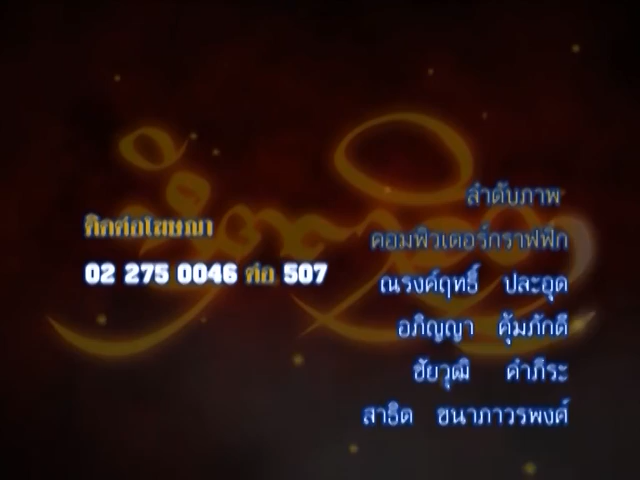 ติดต่อโฆษณา
02 275 0046 ต่อ 507
ลำดับภาพ
คอมพิวเตอร์กราฟฟิก
ณรงค์ฤทธิ์ ปละอุด
อภิญญา คุ้มภักดี
ชัยวุฒิ คำภิระ
สาธิต ชนาภาวรพงศ์